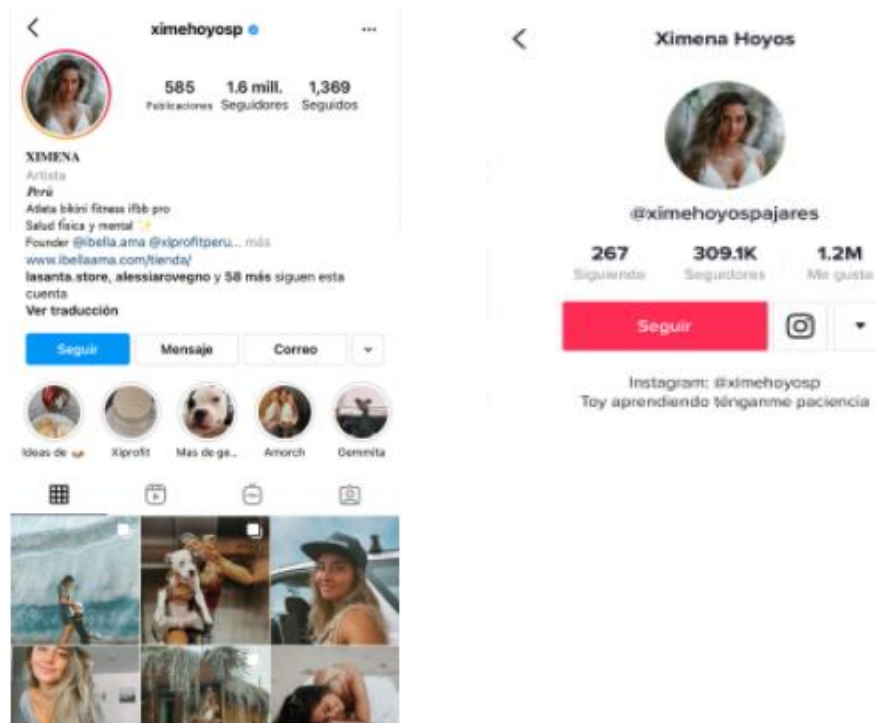 ximehoyosp
585 1.6 mill. 1,369
Publicaciones Seguidores Seguidos
XIMENA
Artista
Perú
Atleta bikini fitness ifbb pro
Salud física y mental
Founder @ibella.ama @xiprofitperu... más
www.ibellaama.com/tienda/
lasanta.store, alessiarovegno y 58 más siguen esta
cuenta
Ver traducción
Seguir Mensaje Correo
Ideas de Xiprofit Mas de ge... Amorch Gemmita
Ximena Hoyos
@ximehoyospajares
267 309.1K 1.2M
Siguiendo Seguidores Me gusta
Seguir
Instagram: @ximehoyosp
Toy aprendiendo ténganme paciencia